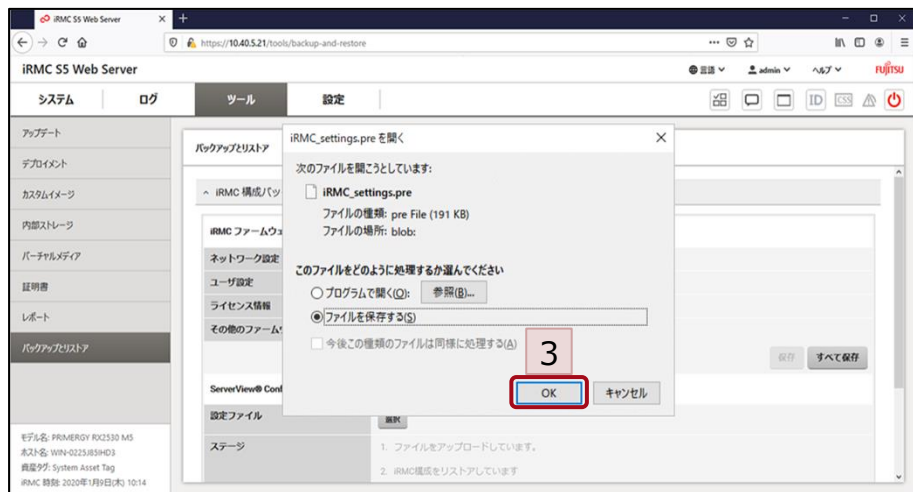 iRMC S5 Web Server
https://10.40.5.21/tools/backup-and-restore
iRMC S5 Web Server
言語
admin
ヘルプ
FUJITSU
システム
ログ
ツール
設定
ID
CSS
アップデート
デプロイメント
カスタムイメージ
内部ストレージ
バーチャルメディア
証明書
レポート
バックアップとリストア
モデル名: PRIMERGY RX2530 M5
ホスト名: WIN-0225J85IHD3
資産タグ: System Asset Tag
iRMC 時刻: 2020年1月9日(木) 10:14
バックアップとリストア
iRMC 構成バッ
iRMC ファームウェ
ネットワーク設定
ユーザ設定
ライセンス情報
その他のファーム
保存
すべて保存
ServerView® Conf
設定ファイル
選択
ステージ
1. ファイルをアップロードしています。
2. iRMC構成をリストアしています
iRMC_settings.pre を開く
次のファイルを開こうとしています:
iRMC_settings.pre
ファイルの種類: pre File (191 KB)
ファイルの場所: blob:
このファイルをどのように処理するか選んでください
プログラムで開く(O):
参照(B)...
ファイルを保存する(S)
今後この種類のファイルは同様に処理する(A)
3
OK
キャンセル